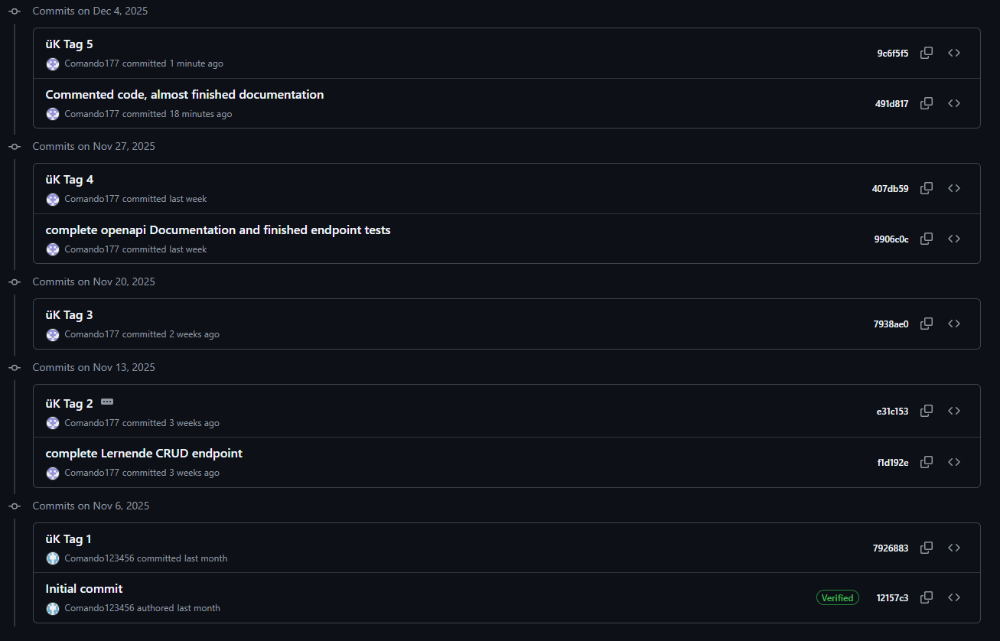 Commits on Dec 4, 2025
üK Tag 5
Comando177 committed 1 minute ago
9c6f5f5
Commented code, almost finished documentation
Comando177 committed 18 minutes ago
491d817
Commits on Nov 27, 2025
üK Tag 4
Comando177 committed last week
407db59
complete openapi Documentation and finished endpoint tests
Comando177 committed last week
9906c0c
Commits on Nov 20, 2025
üK Tag 3
Comando177 committed 2 weeks ago
7938ae0
Commits on Nov 13, 2025
üK Tag 2
Comando177 committed 3 weeks ago
e31c153
complete Lernende CRUD endpoint
Comando177 committed 3 weeks ago
f1d192e
Commits on Nov 6, 2025
üK Tag 1
Comando123456 committed last month
7926883
Initial commit
Comando123456 authored last month
Verified
12157c3